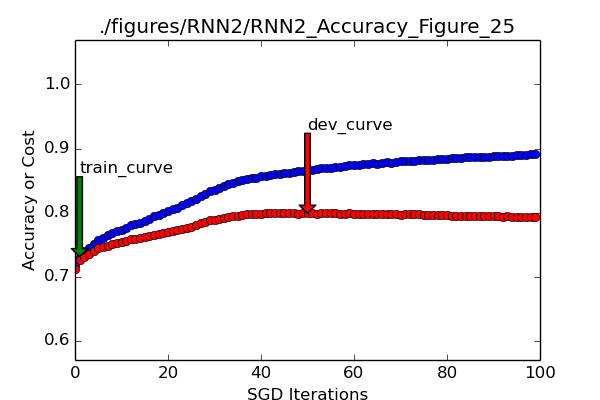 ./figures/RNN2/RNN2_Accuracy_Figure_25
1.0
0.9
0.8
0.7
0.6
Accuracy or Cost
dev_curve
train_curve
0 20 40 60 80 100
SGD Iterations